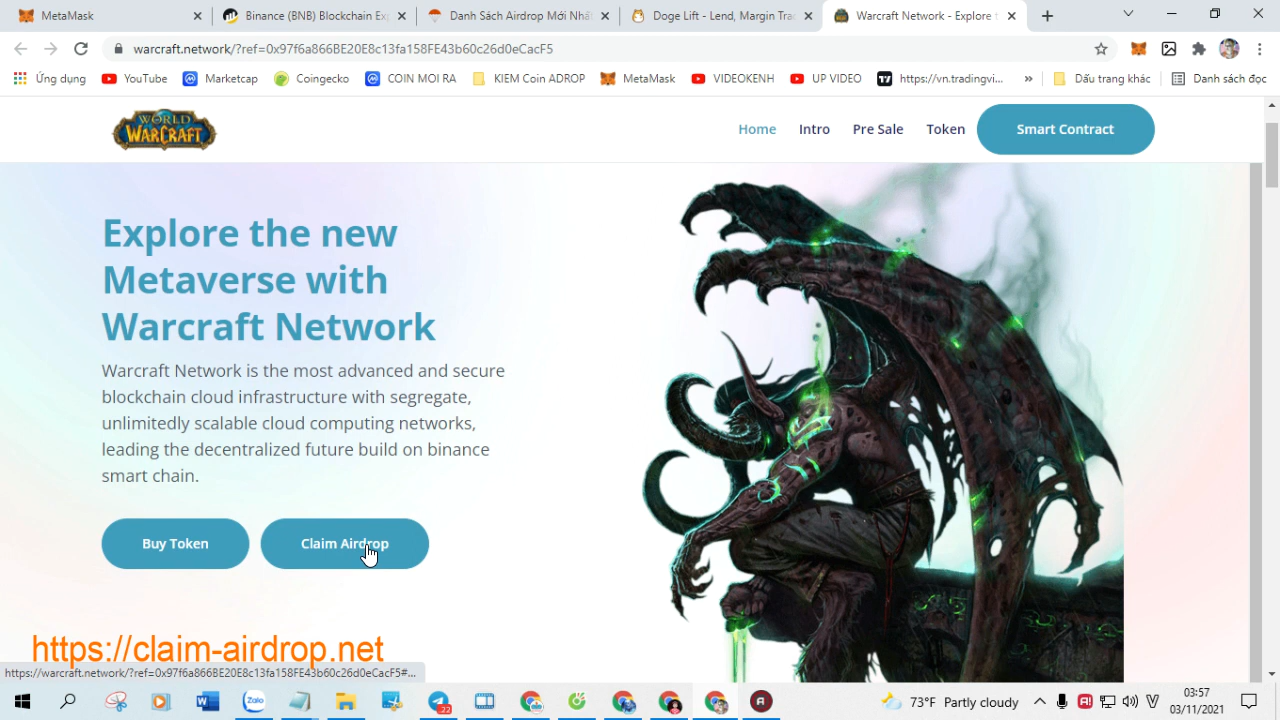 MetaMask
Binance (BNB) Blockchain Exp
Danh Sách Airdrop Mới Nhất
Doge Lift - Lend, Margin Trad
Warcraft Network - Explore t
warcraft.network/?ref=0x97f6a866BE20E8c13fa158FE43b60c26d0eCacF5
Ứng dụng
YouTube
Marketcap
Coingecko
COIN MOI RA
KIEM Coin ADROP
MetaMask
VIDEOKENH
UP VIDEO
https://vn.tradingvi...
»
Dấu trang khác
Danh sách đọc
WORLD
WARCRAFT
Home
Intro
Pre Sale
Token
Smart Contract
Explore the new
Metaverse with
Warcraft Network
Warcraft Network is the most advanced and secure
blockchain cloud infrastructure with segregate,
unlimitedly scalable cloud computing networks,
leading the decentralized future build on binance
smart chain.
Buy Token
Claim Airdrop
https://claim-airdrop.net
https://warcraft.network/?ref=0x97f6a866BE20E8c13fa158FE43b60c26d0eCacF5#...
Zalo
22
73°F Partly cloudy
03:57
03/11/2021